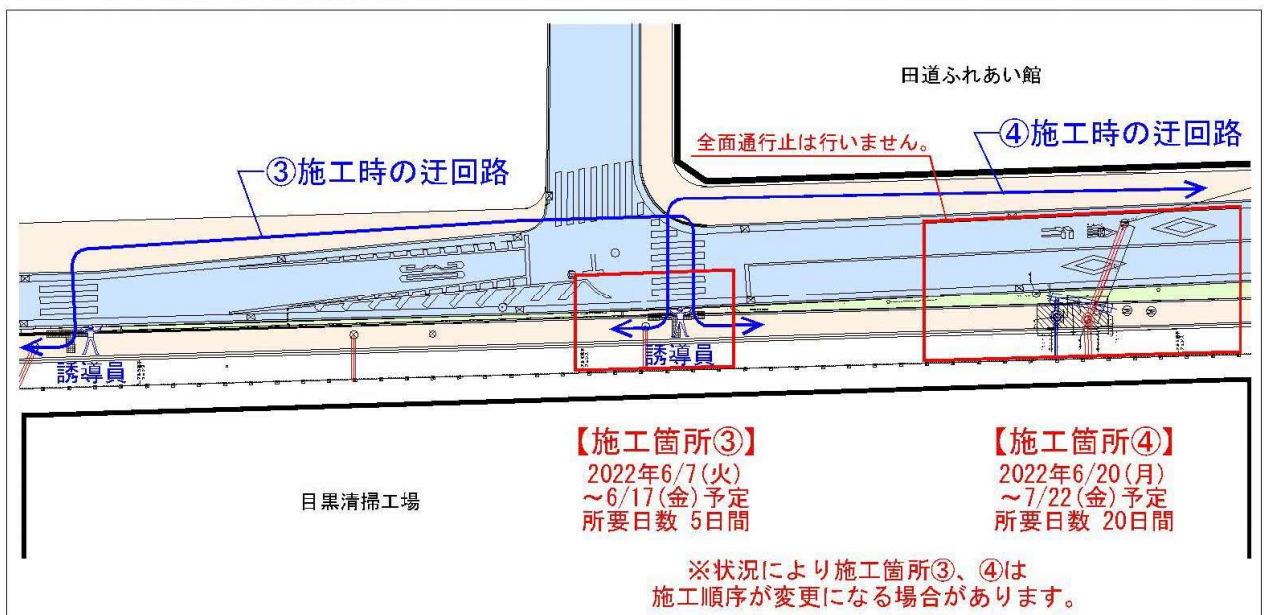 田道ふれあい館
全面通行止は行いません。
④施工時の迂回路
③施工時の迂回路
誘導員
誘導員
【施工箇所③】
2022年6/7(火)
～6/17(金)予定
所要日数 5日間
【施工箇所④】
2022年6/20(月)
～7/22(金)予定
所要日数 20日間
目黒清掃工場
※状況により施工箇所③、④は
施工順序が変更になる場合があります。